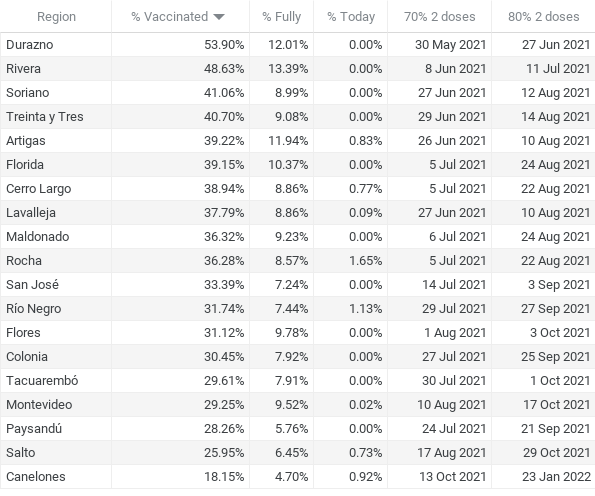 Region % Vaccinated % Fully % Today 70% 2 doses 80% 2 doses
Durazno 53.90% 12.01% 0.00% 30 May 2021 27 Jun 2021
Rivera 48.63% 13.39% 0.00% 8 Jun 2021 11 Jul 2021
Soriano 41.06% 8.99% 0.00% 27 Jun 2021 12 Aug 2021
Treinta y Tres 40.70% 9.08% 0.00% 29 Jun 2021 14 Aug 2021
Artigas 39.22% 11.94% 0.83% 26 Jun 2021 10 Aug 2021
Florida 39.15% 10.37% 0.00% 5 Jul 2021 24 Aug 2021
Cerro Largo 38.94% 8.86% 0.77% 5 Jul 2021 22 Aug 2021
Lavalleja 37.79% 8.86% 0.09% 27 Jun 2021 10 Aug 2021
Maldonado 36.32% 9.23% 0.00% 6 Jul 2021 24 Aug 2021
Rocha 36.28% 8.57% 1.65% 5 Jul 2021 22 Aug 2021
San José 33.39% 7.24% 0.00% 14 Jul 2021 3 Sep 2021
Río Negro 31.74% 7.44% 1.13% 29 Jul 2021 27 Sep 2021
Flores 31.12% 9.78% 0.00% 1 Aug 2021 3 Oct 2021
Colonia 30.45% 7.92% 0.00% 27 Jul 2021 25 Sep 2021
Tacuarembó 29.61% 7.91% 0.00% 30 Jul 2021 1 Oct 2021
Montevideo 29.25% 9.52% 0.02% 10 Aug 2021 17 Oct 2021
Paysandú 28.26% 5.76% 0.00% 24 Jul 2021 21 Sep 2021
Salto 25.95% 6.45% 0.73% 17 Aug 2021 29 Oct 2021
Canelones 18.15% 4.70% 0.92% 13 Oct 2021 23 Jan 2022